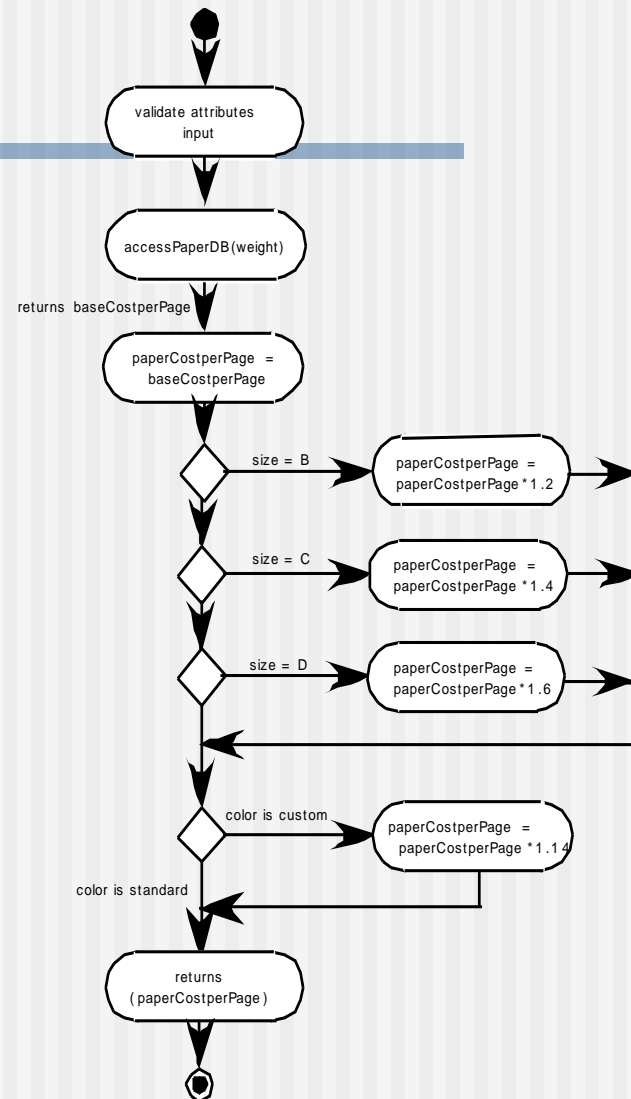 validate attributes
input
accessPaperDB(weight)
returns baseCostperPage
paperCostperPage =
baseCostperPage
size = B
paperCostperPage =
paperCostperPage*1.2
size = C
paperCostperPage =
paperCostperPage*1.4
size = D
paperCostperPage =
paperCostperPage*1.6
color is custom
paperCostperPage =
paperCostperPage*1.14
color is standard
returns
(paperCostperPage)